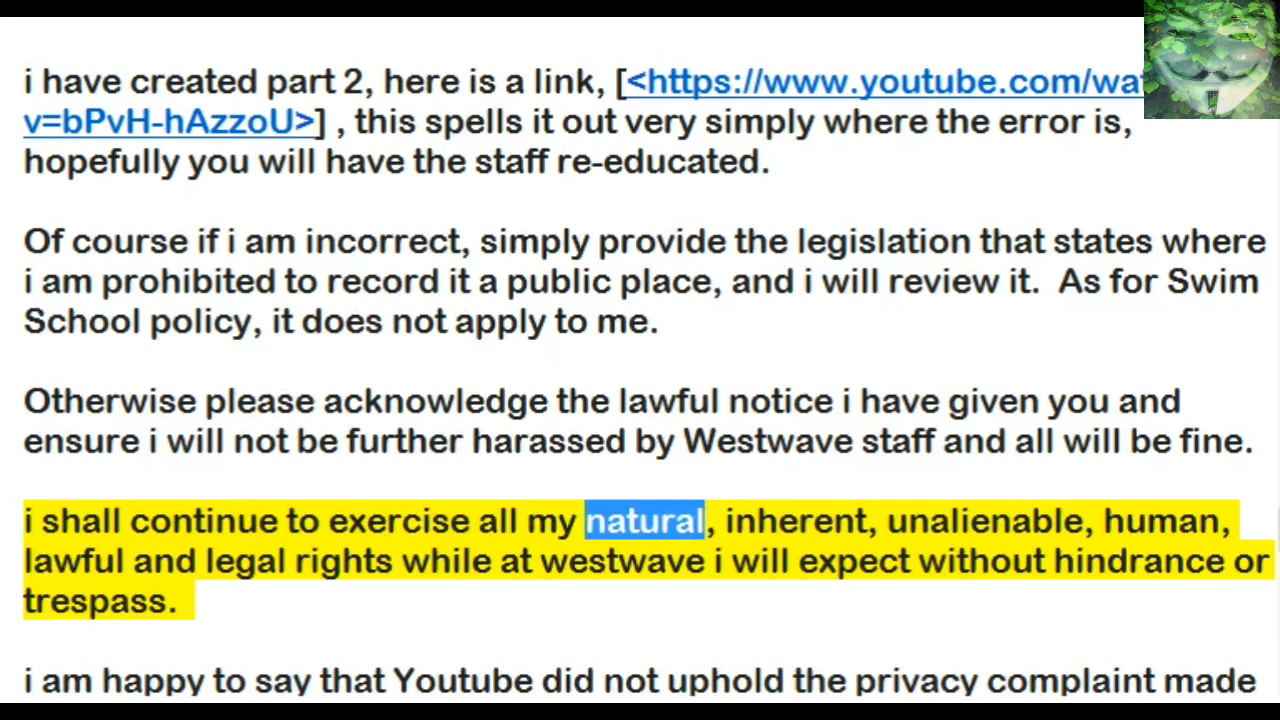 i have created part 2, here is a link, [<https://www.youtube.com/wat
v=bPvH-hAzzoU>] , this spells it out very simply where the error is,
hopefully you will have the staff re-educated.
Of course if i am incorrect, simply provide the legislation that states where
i am prohibited to record it a public place, and i will review it.  As for Swim
School policy, it does not apply to me.
Otherwise please acknowledge the lawful notice i have given you and
ensure i will not be further harassed by Westwave staff and all will be fine.
i shall continue to exercise all my natural, inherent, unalienable, human,
lawful and legal rights while at westwave i will expect without hindrance or
trespass.
i am happy to say that Youtube did not uphold the privacy complaint made